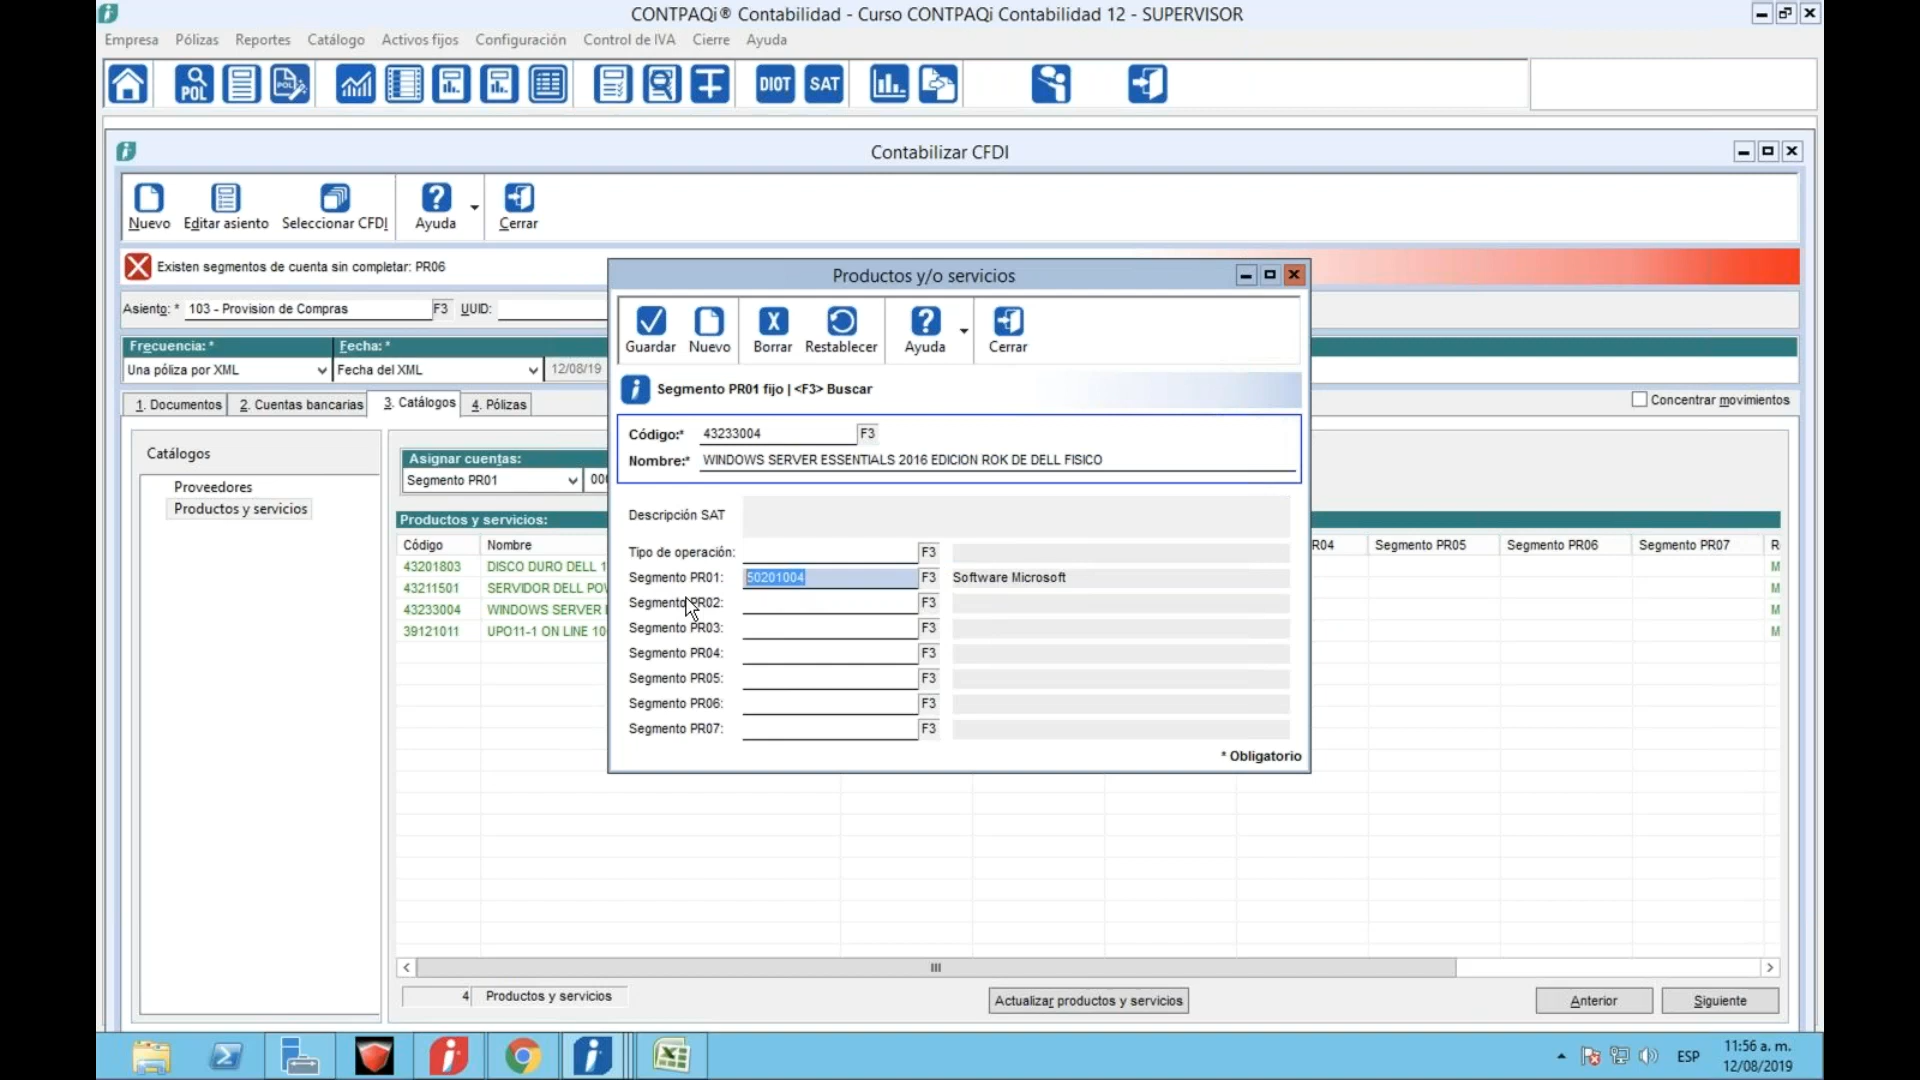 CONTPAQi® Contabilidad - Curso CONTPAQi Contabilidad 12 - SUPERVISOR
Empresa Pólizas Reportes Catálogo Activos fijos Configuración Control de IVA Cierre Ayuda
POL POL DIOT SAT
Contabilizar CFDI
Nuevo Editar asiento Seleccionar CFDI Ayuda Cerrar
Existen segmentos de cuenta sin completar: PR06
Asiento: * 103 - Provision de Compras F3 UUID:
Frecuencia: * Fecha: *
Una póliza por XML Fecha del XML 12/08/19
1. Documentos 2. Cuentas bancarias 3. Catálogos 4. Pólizas Concentrar movimientos
Catálogos
Proveedores
Productos y servicios
Asignar cuentas:
Segmento PR01
Productos y servicios:
Código Nombre R04 Segmento PR05 Segmento PR06 Segmento PR07 R
43201803 DISCO DURO DELL 1 M
43211501 SERVIDOR DELL POV M
43233004 WINDOWS SERVER M
39121011 UPO11-1 ON LINE 10 M
Productos y/o servicios
Guardar Nuevo Borrar Restablecer Ayuda Cerrar
Segmento PR01 fijo | <F3> Buscar
Código:* 43233004 F3
Nombre:* WINDOWS SERVER ESSENTIALS 2016 EDICION ROK DE DELL FISICO
Descripción SAT
Tipo de operación: F3
Segmento PR01: 50201004 F3 Software Microsoft
Segmento PR02: F3
Segmento PR03: F3
Segmento PR04: F3
Segmento PR05: F3
Segmento PR06: F3
Segmento PR07: F3
* Obligatorio
4 Productos y servicios Actualizar productos y servicios Anterior Siguiente
ESP 11:56 a. m.
12/08/2019